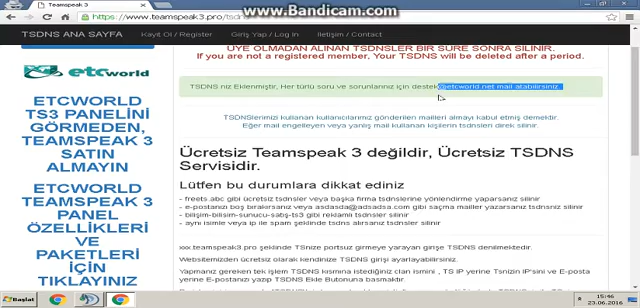 www.Bandicam.com
Teamspeak 3
https://www.teamspeak3.pro/tsdns
TSDNS ANA SAYFA
Kayıt Ol / Register
Giriş Yap / Log In
İletişim / Contact
ÜYE OLMADAN ALINAN TSDNSLER BİR SÜRE SONRA SİLİNİR.
If you are not a registered member, Your TSDNS will be deleted after a period.
etcworld
TSDNS niz Eklenmiştir, Her türlü soru ve sorunlarınız için destek@etcworld.net mail atabilirsiniz.
ETCWORLD
TS3 PANELİNİ
GÖRMEDEN,
TEAMSPEAK 3
SATIN
ALMAYIN
ETCWORLD
TEAMSPEAK 3
PANEL
ÖZELLİKLERİ
VE
PAKETLERİ
İÇİN
TIKLAYINIZ
TSDNSlerimizi kullanan kullanıcılarımız gönderilen mailleri almayı kabul etmiş demektir.
Eğer mail engelleyen veya yanlış mail kullanan kişilerin tsdnsleri direk silinir.
Ücretsiz Teamspeak 3 değildir, Ücretsiz TSDNS
Servisidir.
Lütfen bu durumlara dikkat ediniz
- freets.abc gibi ücretsiz tsdnsler veya başka firma tsdnslerine yönlendirme yaparsanız silinir
- e-postanızı boş bırakırsanız veya asdasda@adsadsa.com gibi saçma mailler yazarsanız tsdnsniz silinir
- bilişim-bilisim-sunucu-satış-ts3 gibi reklamlı tsdnsler silinir
- aynı isimle veya ip ile spam şeklinde tsdns alırsanız tsdnsler silinir
xxx.teamspeak3.pro şeklinde TSnize portsuz girmeye yarayan girişe TSDNS denilmektedir.
Websitemizden ücretsiz olarak kendinize TSDNS girişi ayarlayabilirsiniz.
Yapmanız gereken tek işlem TSDNS kısmına istediğiniz clan ismini , TS IP yerine Tsnizin IP'sini ve E-posta
yerine E-postanızı yazıp TSDNS Ekle Butonuna basmaktır.
Başlat
TR
15:46
23.06.2016